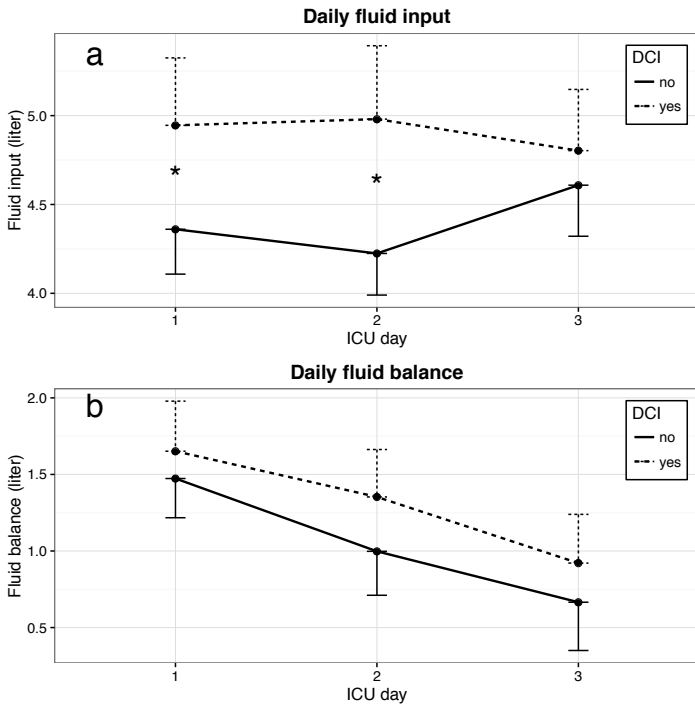 Daily fluid input
a
DCI
no
yes
Fluid input (liter)
5.0
4.5
4.0
*
*
1 2 3
ICU day
Daily fluid balance
b
DCI
no
yes
Fluid balance (liter)
2.0
1.5
1.0
0.5
1 2 3
ICU day